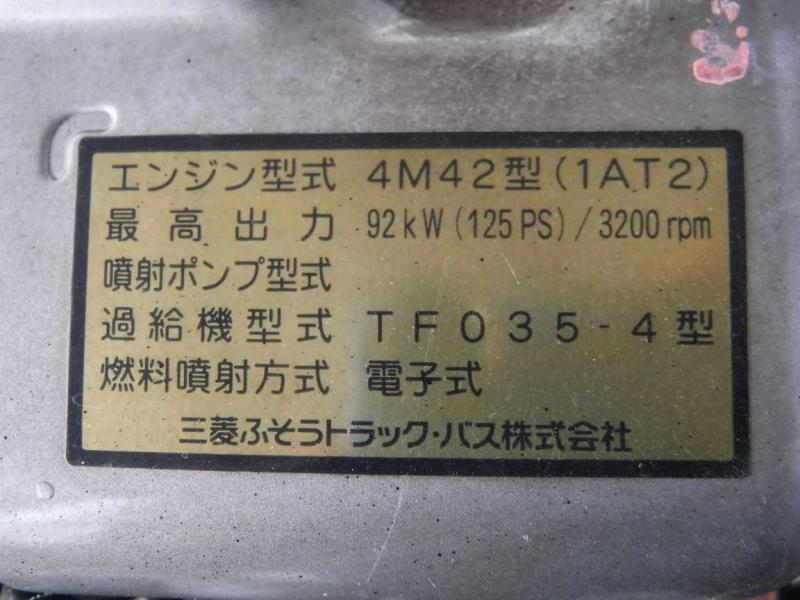 エンジン型式 4M42型(1AT2)
最高出力 92kW(125PS)/3200rpm
噴射ポンプ型式
過給機型式 TF035-4型
燃料噴射方式 電子式
三菱ふそうトラック・バス株式会社